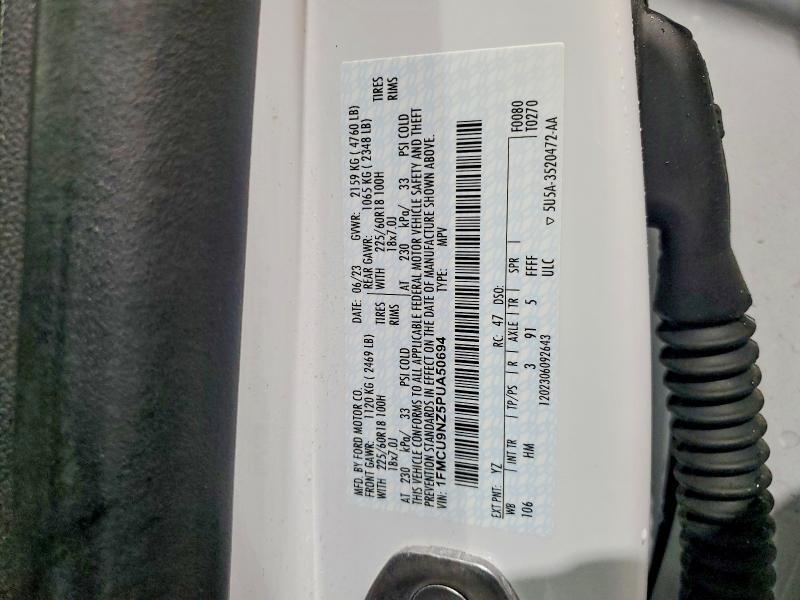 MFD. BY FORD MOTOR CO.
DATE: 06/23 GVWR: 2159 KG ( 4760 LB)
FRONT GAWR: 1120 KG ( 2469 LB) REAR GAWR: 1065 KG ( 2348 LB)
WITH 225/60R18 100H TIRES WITH 225/60R18 100H TIRES
18x7.0J RIMS 18x7.0J RIMS
AT 230 kPa/ 33 PSI COLD AT 230 kPa/ 33 PSI COLD
THIS VEHICLE CONFORMS TO ALL APPLICABLE FEDERAL MOTOR VEHICLE SAFETY AND THEFT
PREVENTION STANDARDS IN EFFECT ON THE DATE OF MANUFACTURE SHOWN ABOVE.
VIN: 1FMCU9NZ5PUA50694 TYPE: MPV
EXT PNT: YZ RC: 47 DSO: F0080
WB INT TR TP/PS R AXLE TR SPR T0270
106 HM 3 91 5 FFFF
1202306092643 ULC ▽ 5U5A-3520472-AA